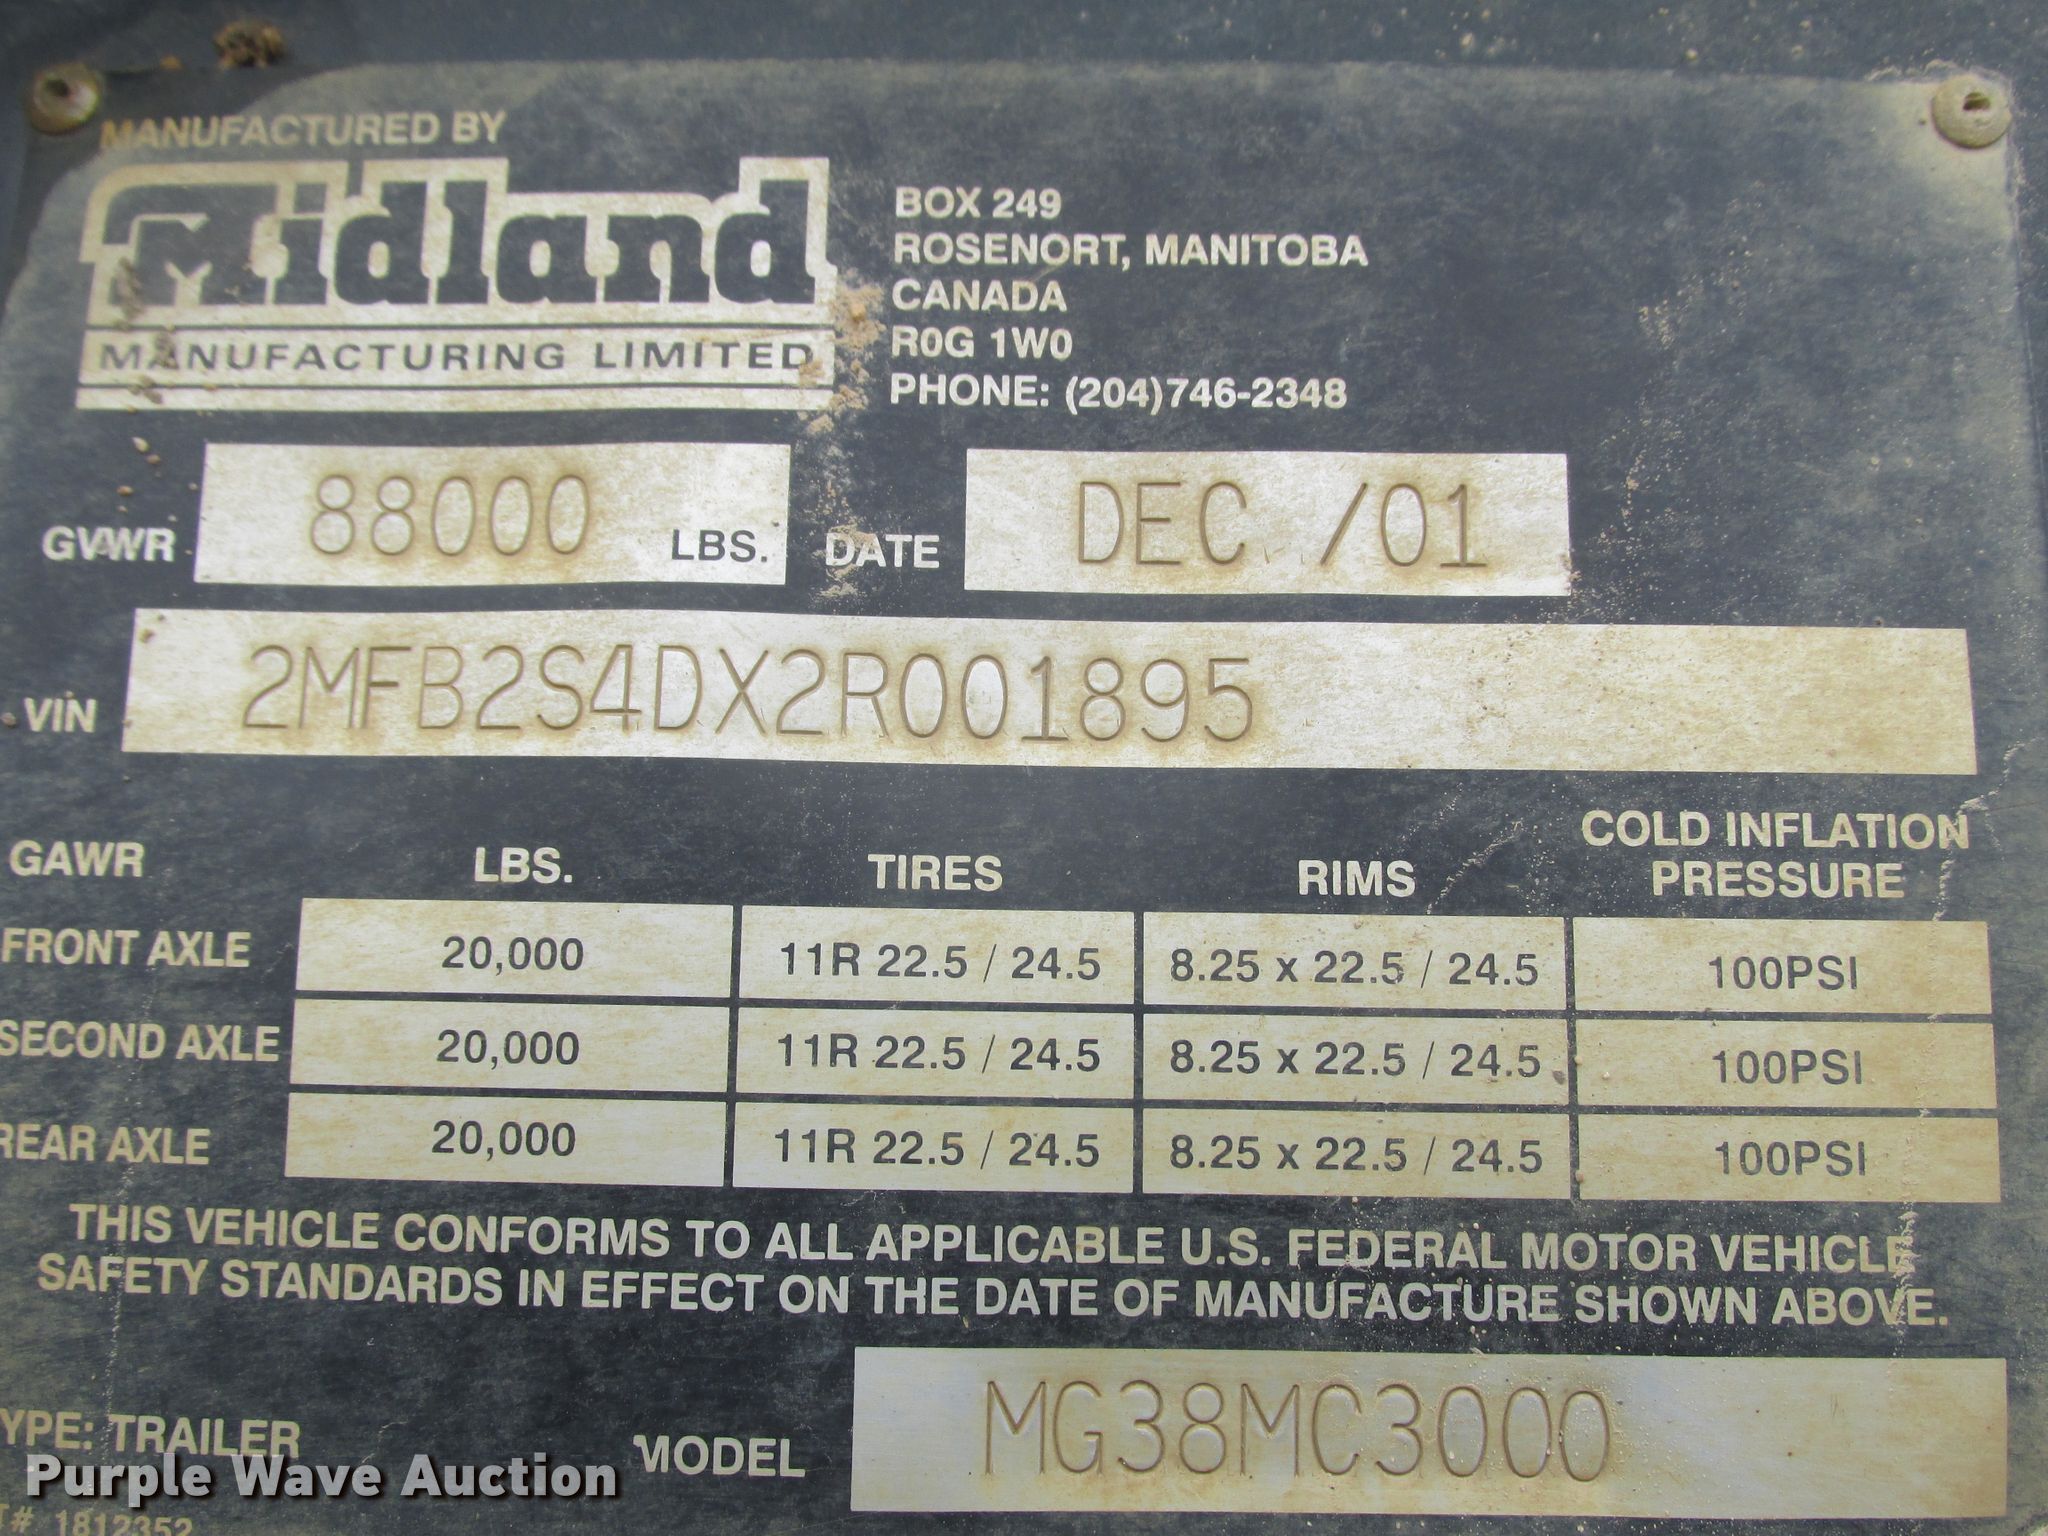 MANUFACTURED BY
Midland
MANUFACTURING LIMITED
BOX 249
ROSENORT, MANITOBA
CANADA
R0G 1W0
PHONE: (204)746-2348
GVWR 88000 LBS. DATE DEC /01
VIN 2MFB2S4DX2R001895
GAWR LBS. TIRES RIMS COLD INFLATION PRESSURE
FRONT AXLE 20,000 11R 22.5 / 24.5 8.25 x 22.5 / 24.5 100PSI
SECOND AXLE 20,000 11R 22.5 / 24.5 8.25 x 22.5 / 24.5 100PSI
REAR AXLE 20,000 11R 22.5 / 24.5 8.25 x 22.5 / 24.5 100PSI
THIS VEHICLE CONFORMS TO ALL APPLICABLE U.S. FEDERAL MOTOR VEHICLE
SAFETY STANDARDS IN EFFECT ON THE DATE OF MANUFACTURE SHOWN ABOVE.
YPE: TRAILER MODEL MG38MC3000
Purple Wave Auction
T# 1812352